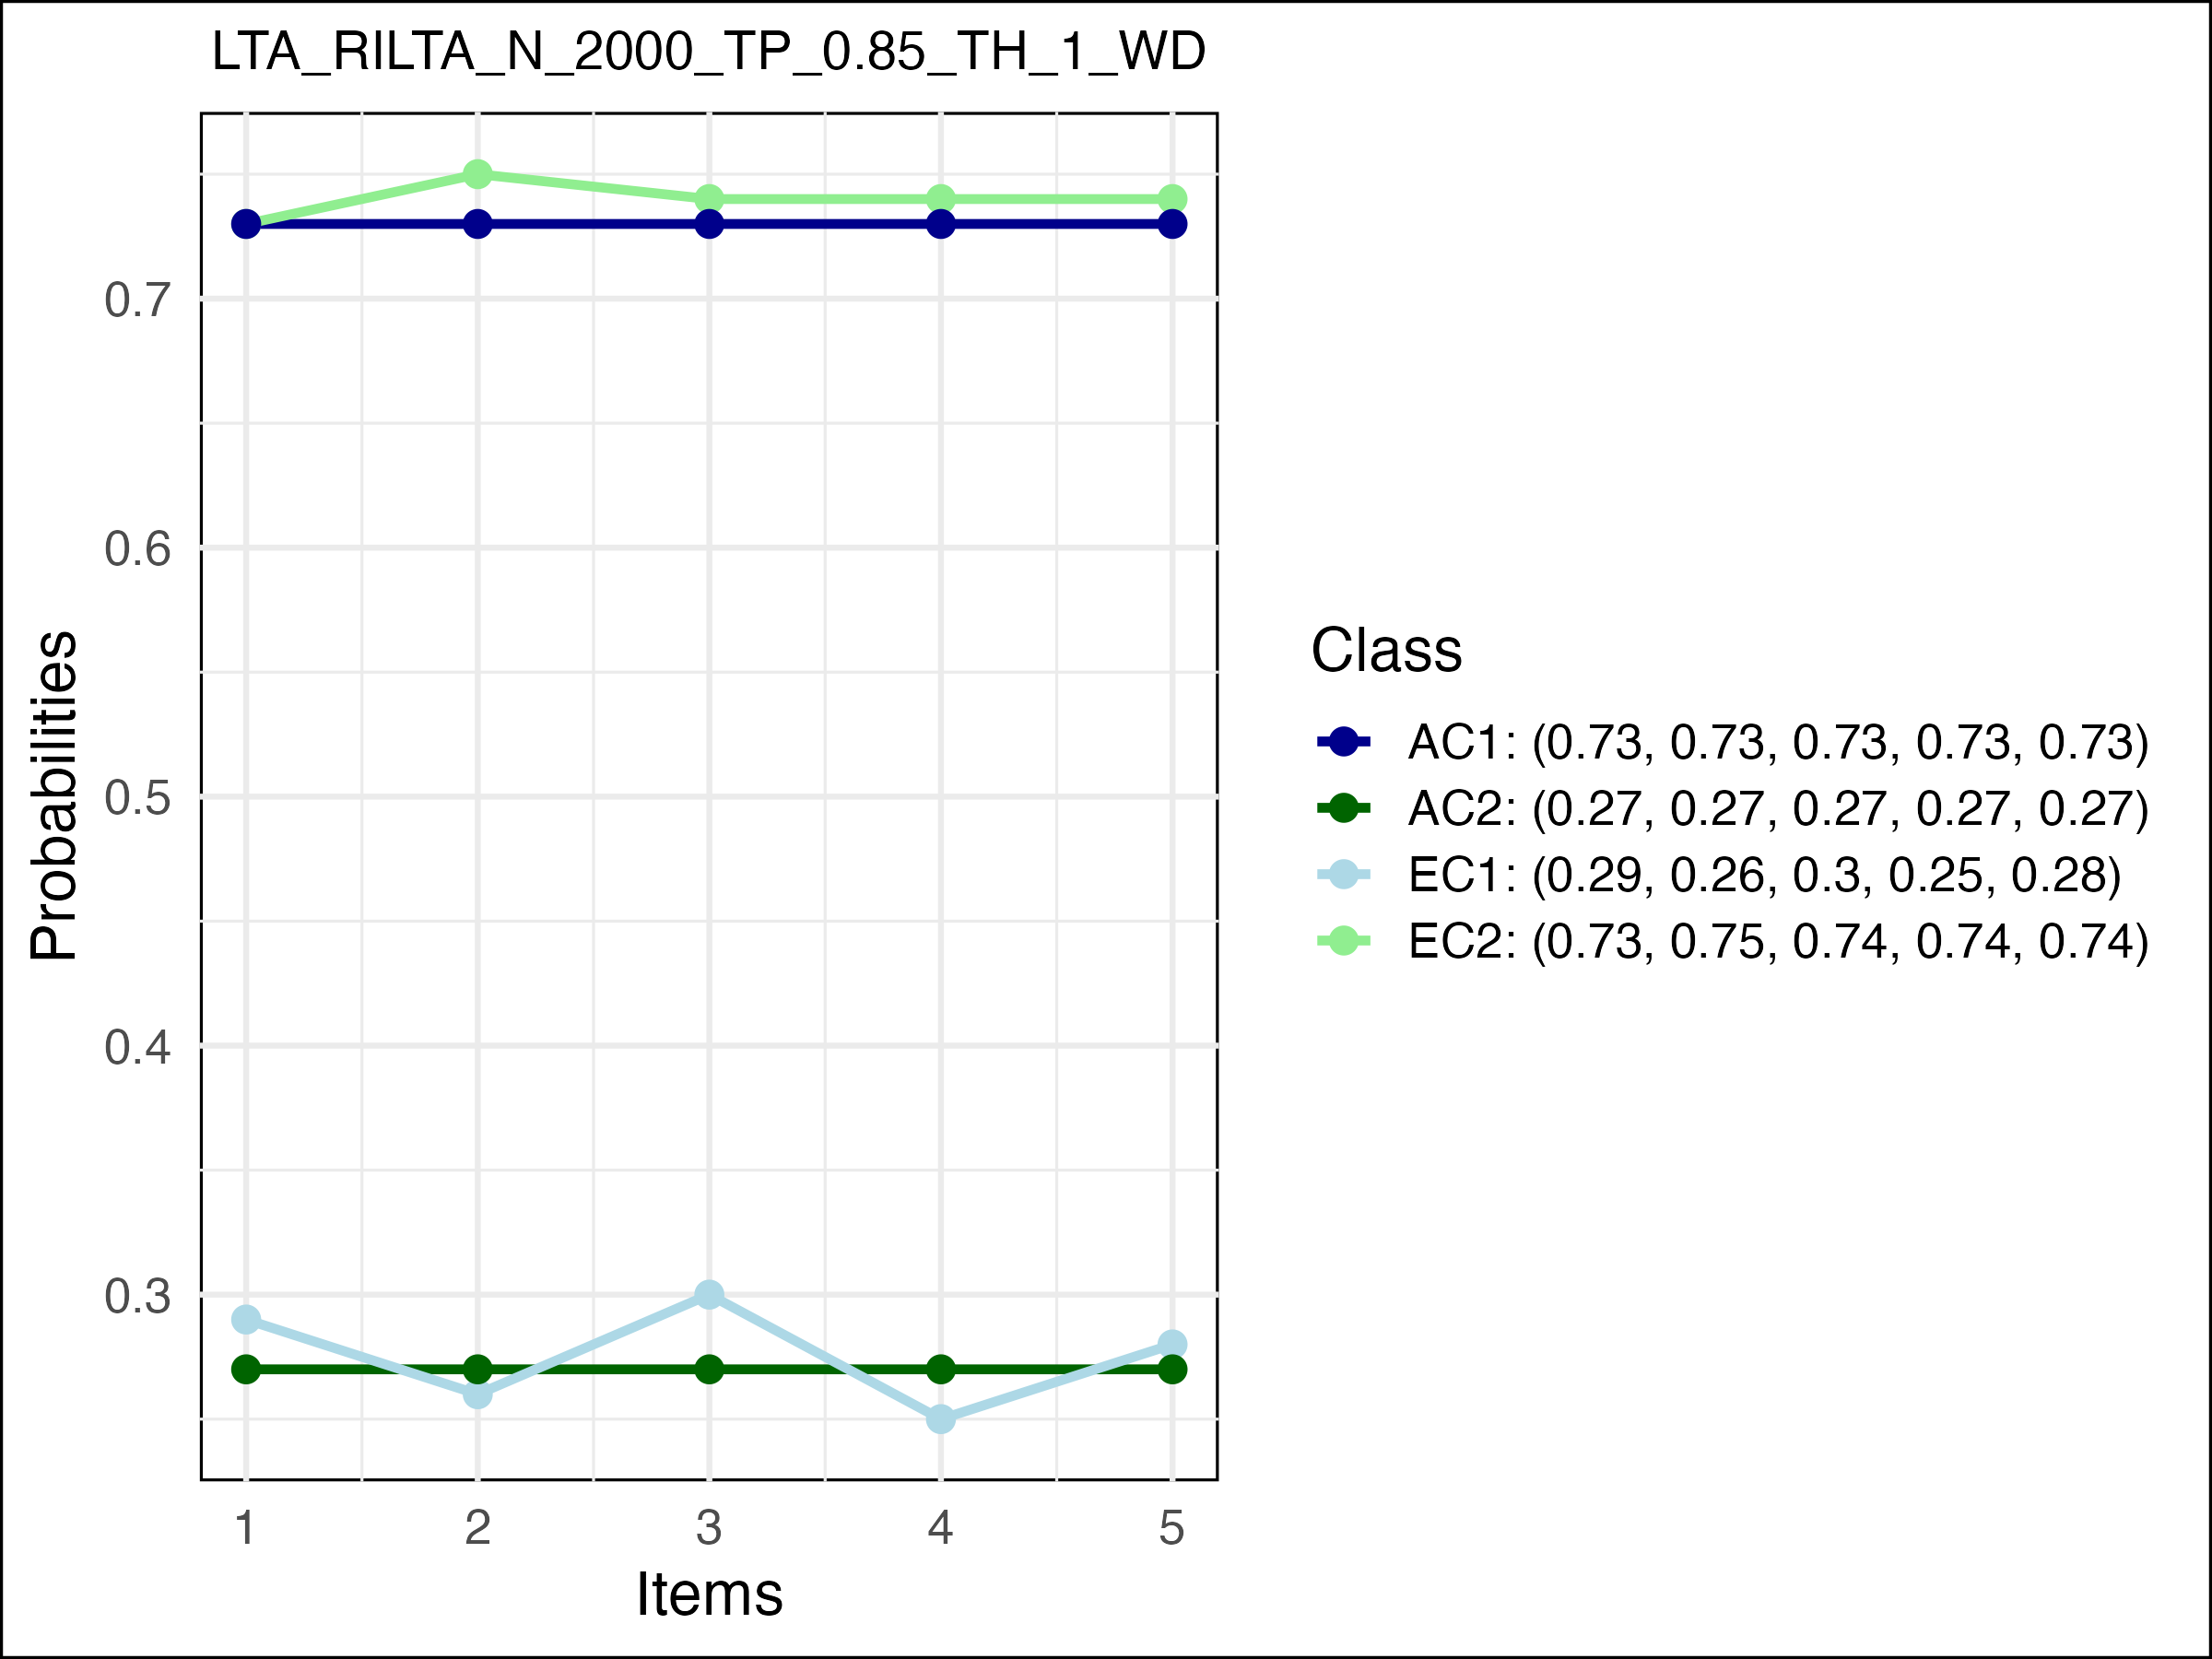 LTA_RILTA_N_2000_TP_0.85_TH_1_WD
0.7
0.6
0.5
0.4
0.3
Probabilities
1 2 3 4 5
Items
Class
AC1: (0.73, 0.73, 0.73, 0.73, 0.73)
AC2: (0.27, 0.27, 0.27, 0.27, 0.27)
EC1: (0.29, 0.26, 0.3, 0.25, 0.28)
EC2: (0.73, 0.75, 0.74, 0.74, 0.74)